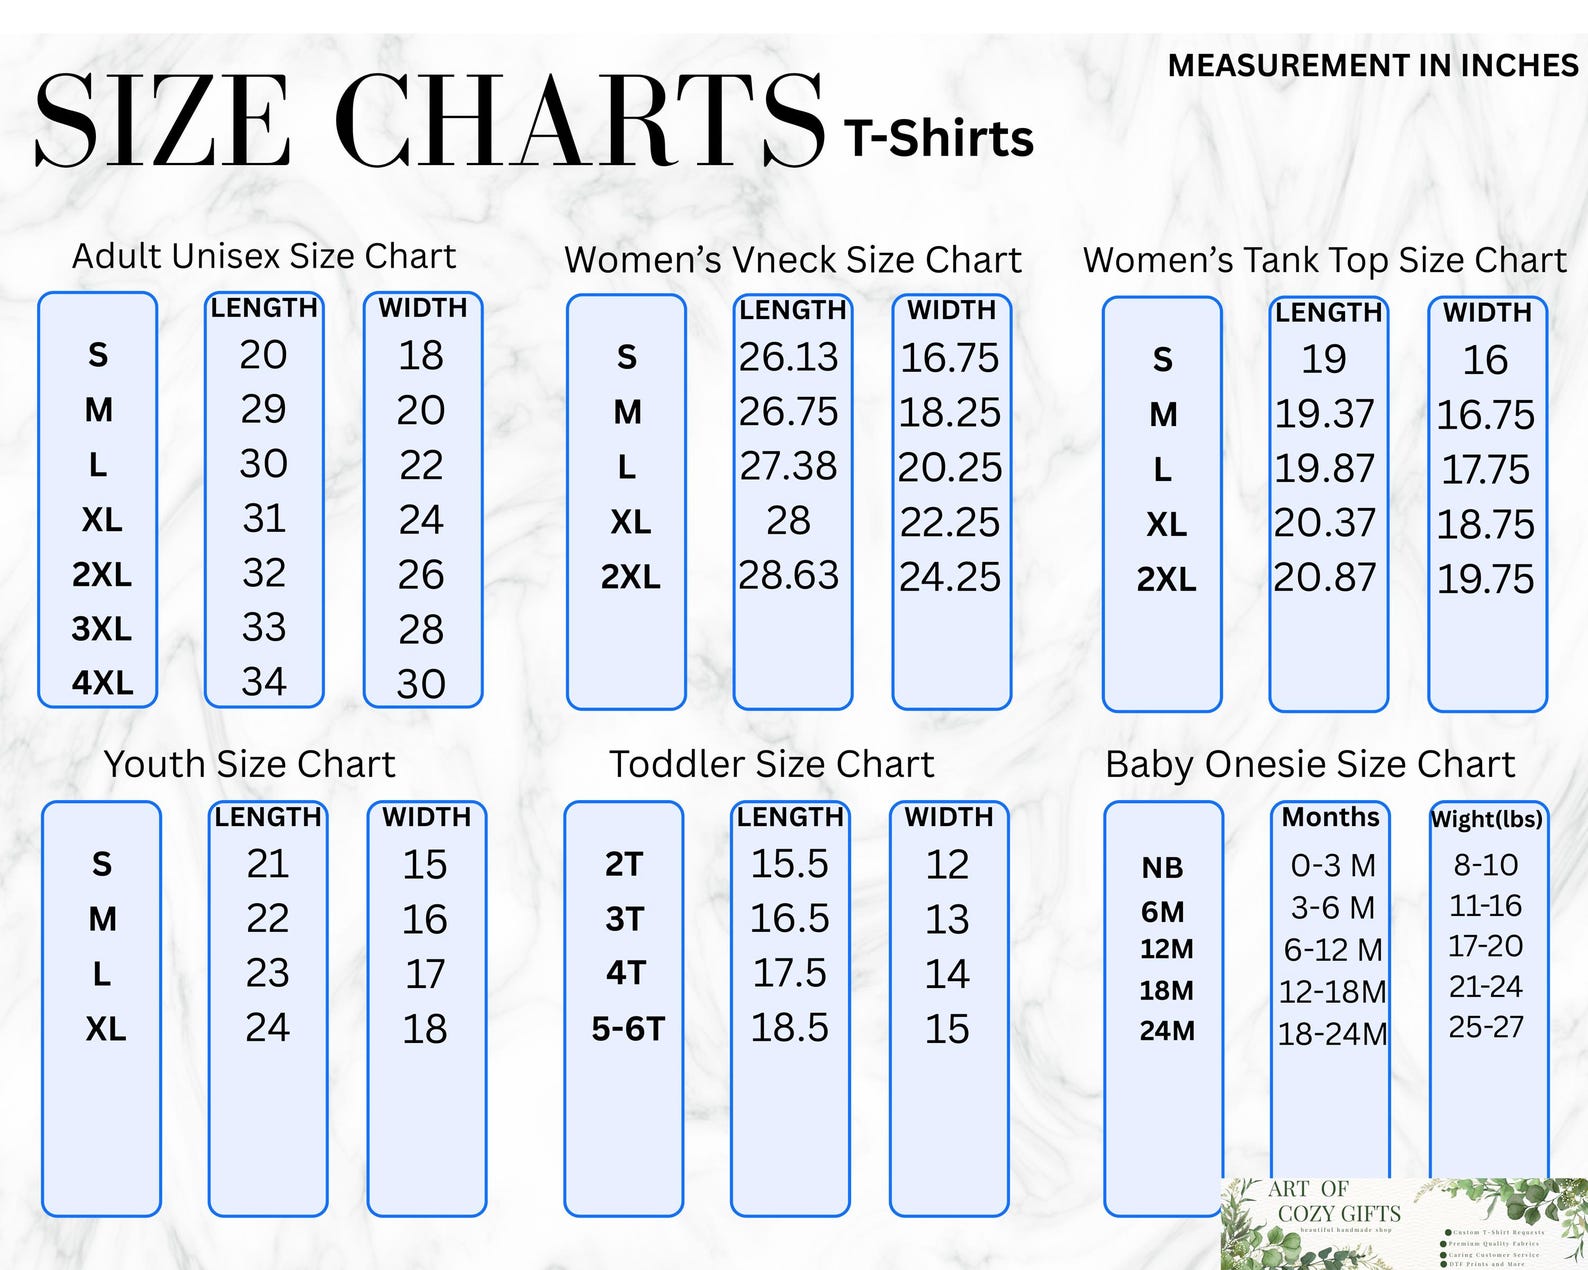 MEASUREMENT IN INCHES
SIZE CHARTS T-Shirts
Adult Unisex Size Chart
LENGTH WIDTH
S 20 18
M 29 20
L 30 22
XL 31 24
2XL 32 26
3XL 33 28
4XL 34 30
Women’s Vneck Size Chart
LENGTH WIDTH
S 26.13 16.75
M 26.75 18.25
L 27.38 20.25
XL 28 22.25
2XL 28.63 24.25
Women’s Tank Top Size Chart
LENGTH WIDTH
S 19 16
M 19.37 16.75
L 19.87 17.75
XL 20.37 18.75
2XL 20.87 19.75
Youth Size Chart
LENGTH WIDTH
S 21 15
M 22 16
L 23 17
XL 24 18
Toddler Size Chart
LENGTH WIDTH
2T 15.5 12
3T 16.5 13
4T 17.5 14
5-6T 18.5 15
Baby Onesie Size Chart
Months Wight(lbs)
NB 0-3 M 8-10
6M 3-6 M 11-16
12M 6-12 M 17-20
18M 12-18M 21-24
24M 18-24M 25-27
ART OF
COZY GIFTS
beautiful handmade shop
Custom T-Shirt Requests
Premium Quality Fabrics
Caring Customer Service
DTF Prints and More